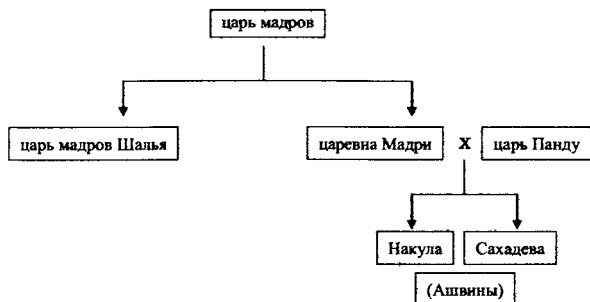 царь мадров
царь мадров Шалья
царевна Мадри X царь Панду
Накула Сахадева
(Ашвины)